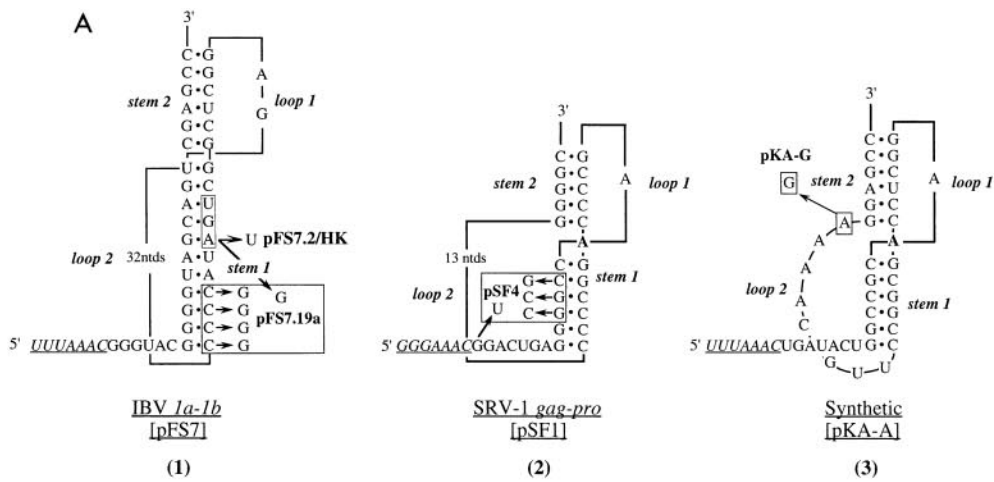 A
3'
C•G
C•G
G•C
A•U
G•C
C•G
stem 2
A
G
loop 1
U G
G•C
A•U
C•G
G•A
A•U
U•A
G•C→G
G•C→G
G•C→G
G•C→G
loop 2
32ntds
U
pFS7.2/HK
stem 1
G
pFS7.19a
5' UUUAAACGGGUACG
IBV 1a-1b
[pFS7]
(1)
3'
C•G
G•C
G•C
G•C
G•C
stem 2
A
loop 1
A
13 ntds
loop 2
stem 1
pSF4
U
G
C
C
5' GGGAAACGGACUGAG
SRV-1 gag-pro
[pSF1]
(2)
3'
pKA-G
G
stem 2
A
loop 1
A
A
A
A
C
loop 2
stem 1
5' UUUAAACUGAUACUG
G U U
Synthetic
[pKA-A]
(3)